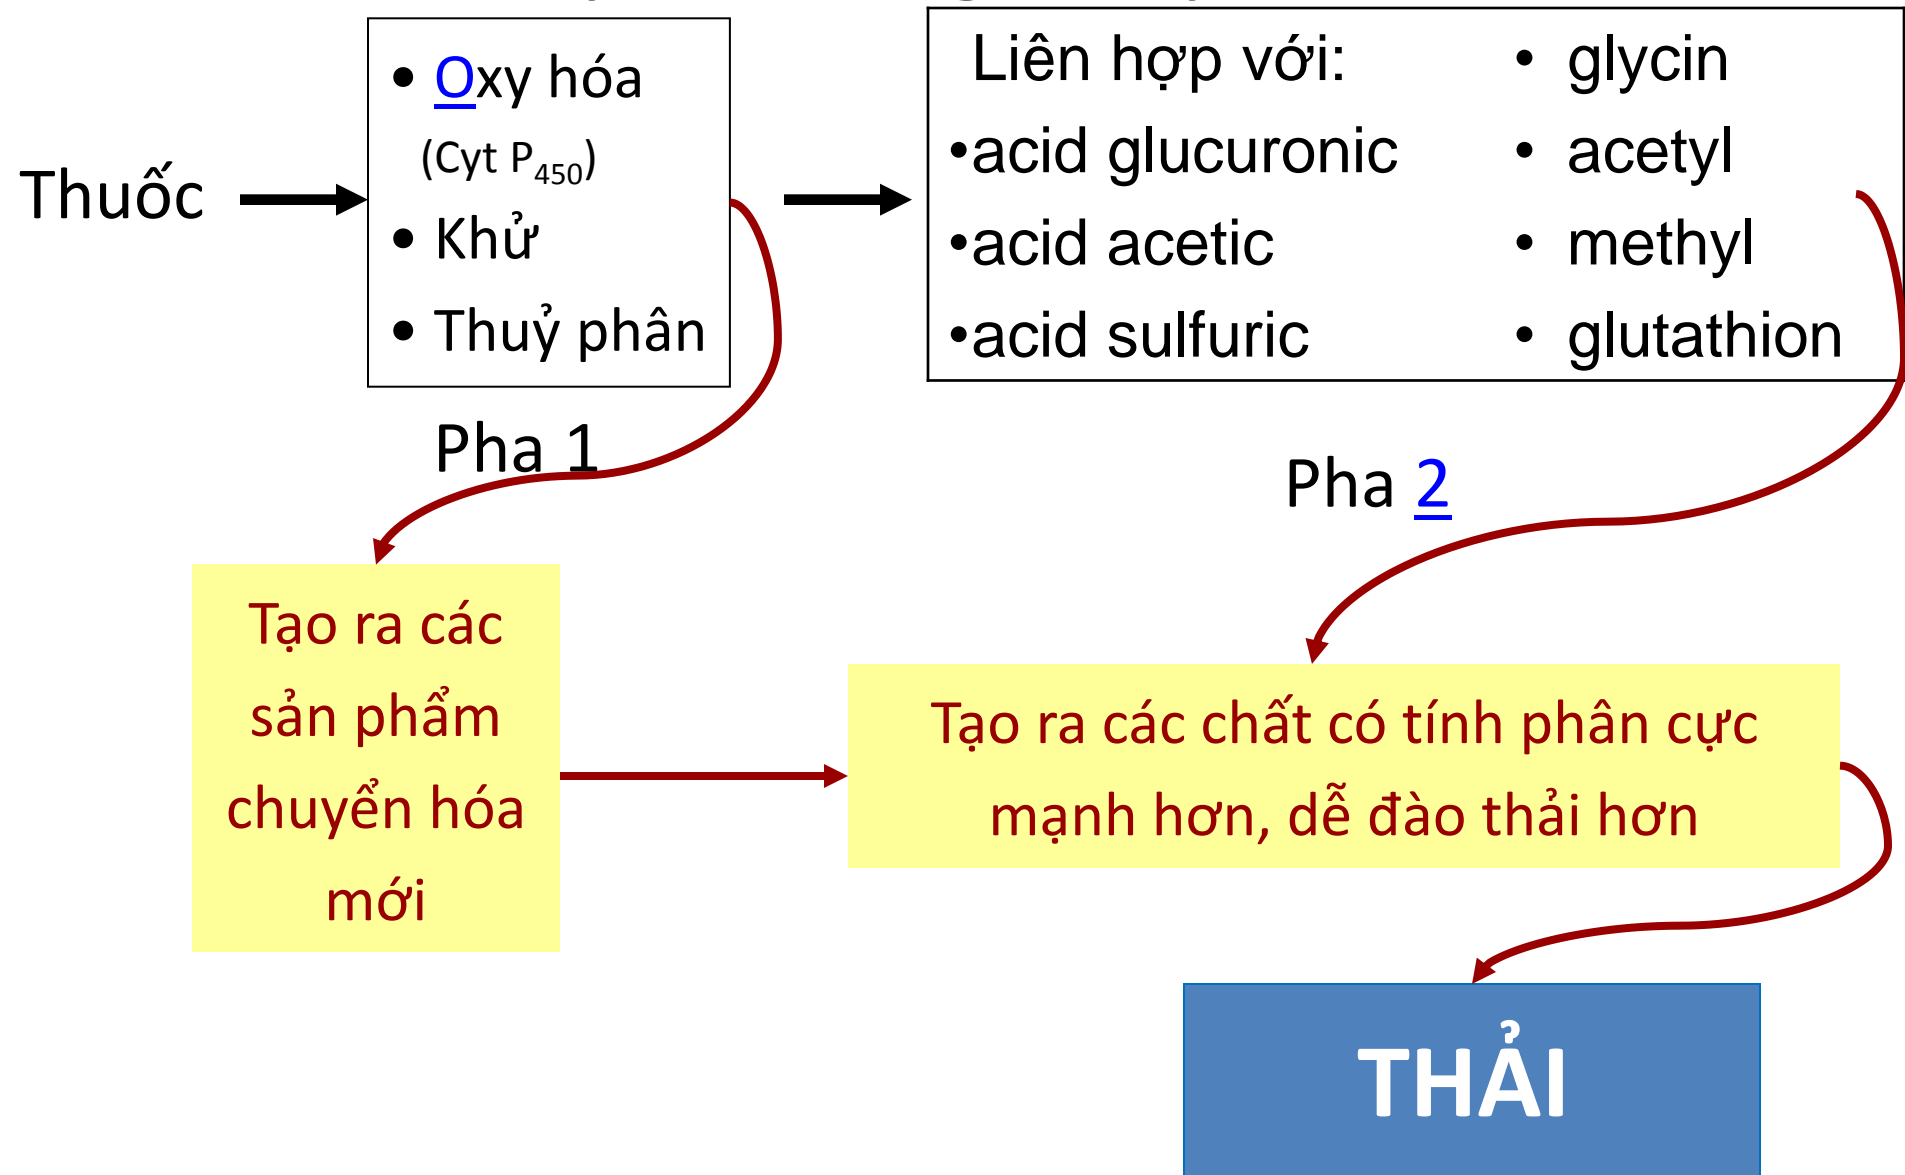 Thuốc
• Oxy hóa
(Cyt P450)
• Khử
• Thuỷ phân
Pha 1
Liên hợp với:
•acid glucuronic
•acid acetic
•acid sulfuric
• glycin
• acetyl
• methyl
• glutathion
Pha 2
Tạo ra các
sản phẩm
chuyển hóa
mới
Tạo ra các chất có tính phân cực
mạnh hơn, dễ đào thải hơn
THẢI